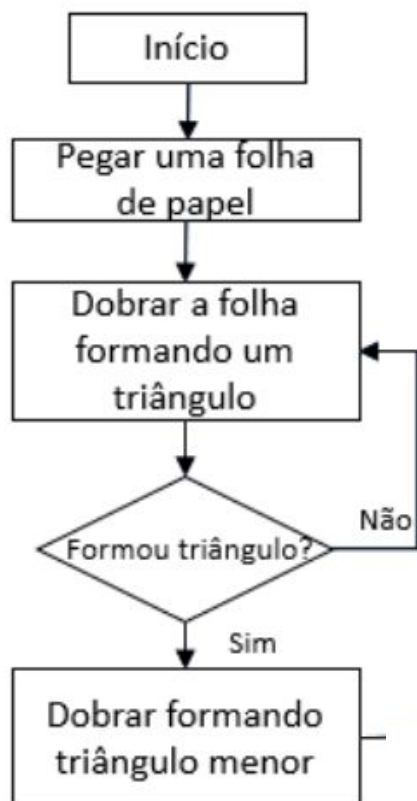 Início
Pegar uma folha
de papel
Dobrar a folha
formando um
triângulo
Não
Formou triângulo?
Sim
Dobrar formando
triângulo menor